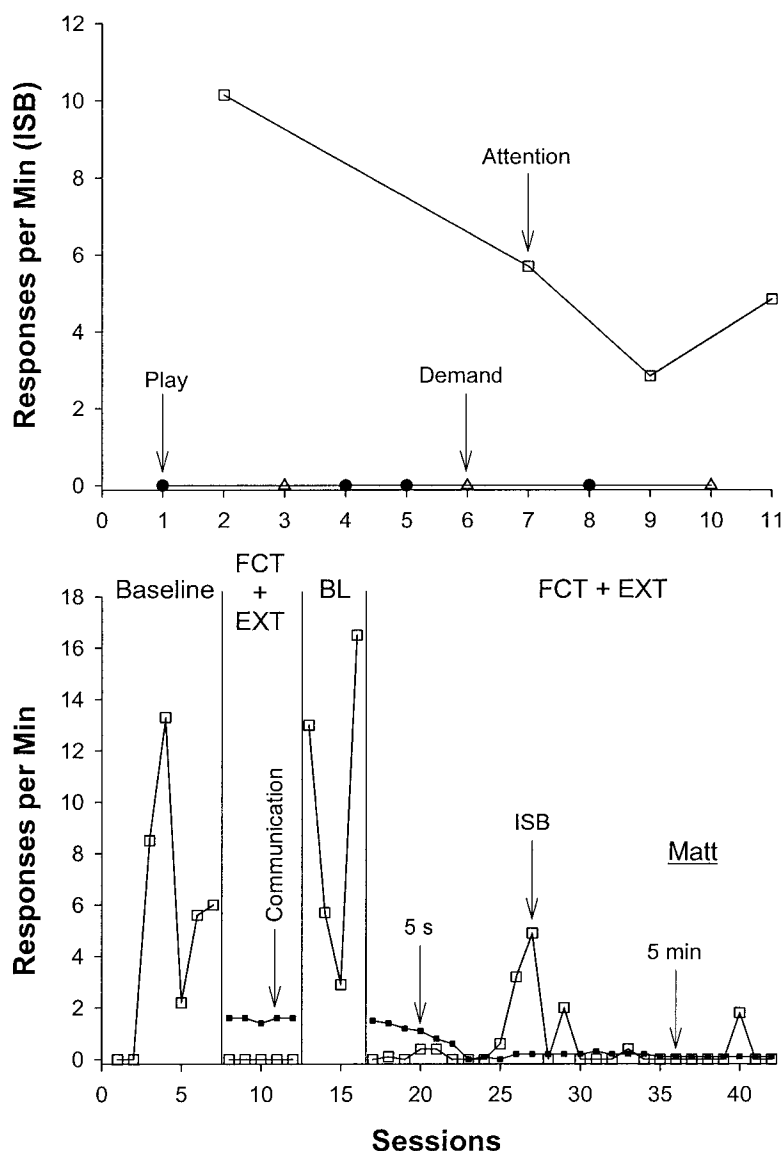 Responses per Min (ISB)
12
10
8
6
4
2
0
Attention
Play
Demand
0 1 2 3 4 5 6 7 8 9 10 11
Responses per Min
18
16
14
12
10
8
6
4
2
0
Baseline
FCT
+
EXT
BL
FCT + EXT
Communication
5 s
ISB
Matt
5 min
0 5 10 15 20 25 30 35 40
Sessions